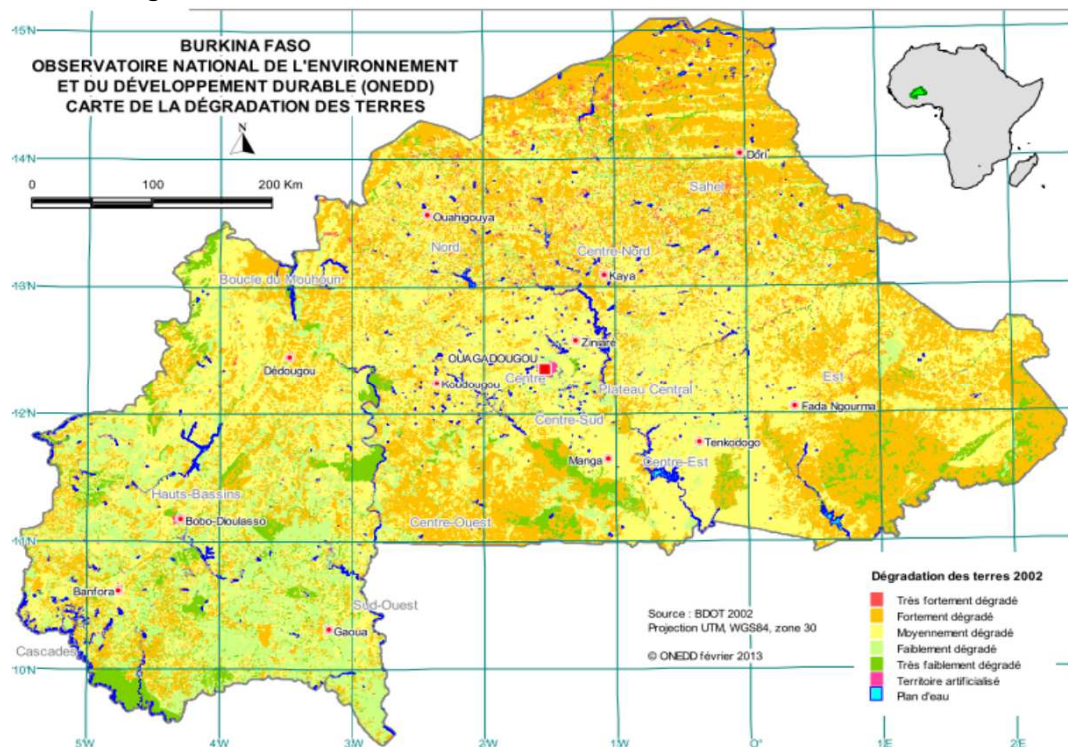 15°N
BURKINA FASO
OBSERVATOIRE NATIONAL DE L'ENVIRONNEMENT
ET DU DÉVELOPPEMENT DURABLE (ONEDD)
CARTE DE LA DÉGRADATION DES TERRES
N
0 100 200 Km
14°N
Dori
Sahel
Ouahigouya
Nord
Centre-Nord
Kaya
Boucle du Mouhoun
13°N
Ziniaré
OUAGADOUGOU
Dédougou
Centre
Koudougou
Plateau Central
Est
12°N
Centre-Sud
Fada Ngourma
Tenkodogo
Manga
Centre-Est
Hauts-Bassins
Bobo-Dioulasso
Centre-Ouest
11°N
Banfora
Sud-Ouest
Gaoua
Cascades
10°N
Source : BDOT 2002
Projection UTM, WGS84, zone 30
© ONEDD février 2013
Dégradation des terres 2002
Très fortement dégradé
Fortement dégradé
Moyennement dégradé
Faiblement dégradé
Très faiblement dégradé
Territoire artificialisé
Plan d'eau
5°W 4°W 3°W 2°W 1°W 0° 1°E 2°E